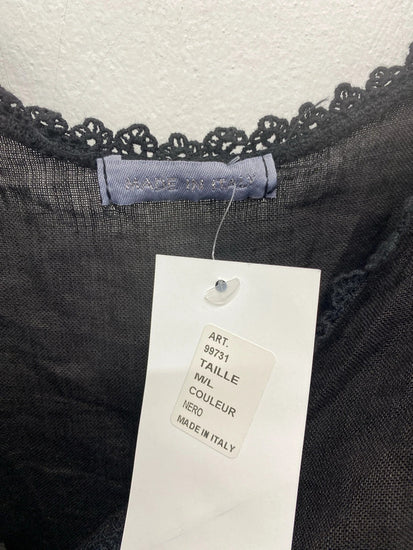 MADE IN ITALY
ART.
99731
TAILLE
M/L
COULEUR
NERO
MADE IN ITALY